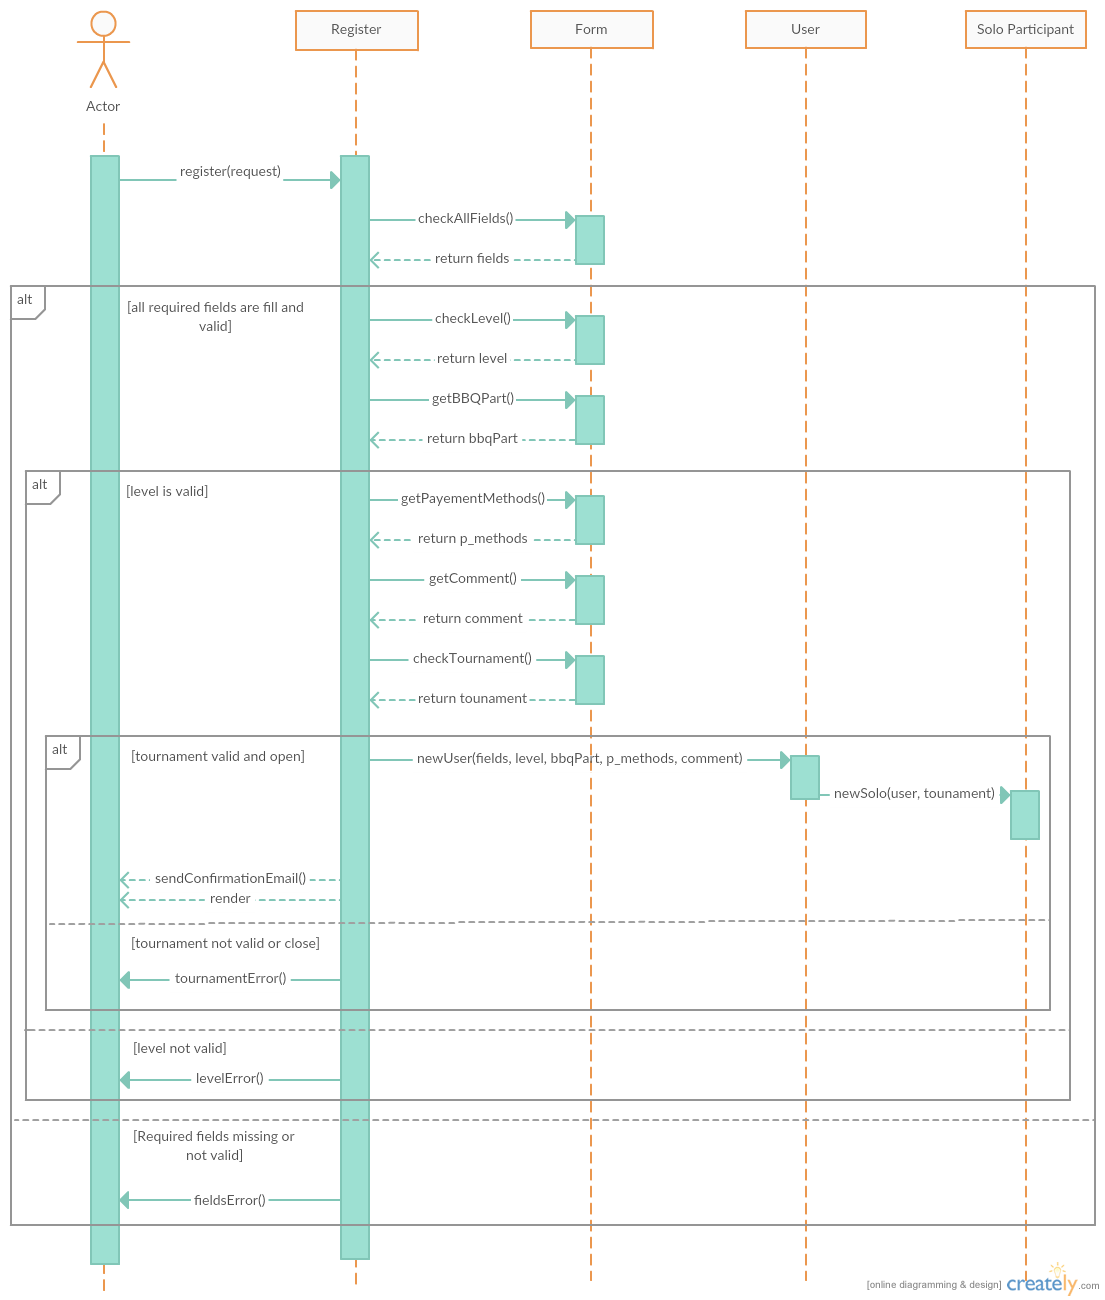 Register
Form
User
Solo Participant
Actor
register(request)
checkAllFields()
return fields
alt
[all required fields are fill and
valid]
checkLevel()
return level
getBBQPart()
return bbqPart
alt
[level is valid]
getPayementMethods()
return p_methods
getComment()
return comment
checkTournament()
return tounament
alt
[tournament valid and open]
newUser(fields, level, bbqPart, p_methods, comment)
newSolo(user, tounament)
sendConfirmationEmail()
render
[tournament not valid or close]
tournamentError()
[level not valid]
levelError()
[Required fields missing or
not valid]
fieldsError()
[online diagramming & design] creately.com